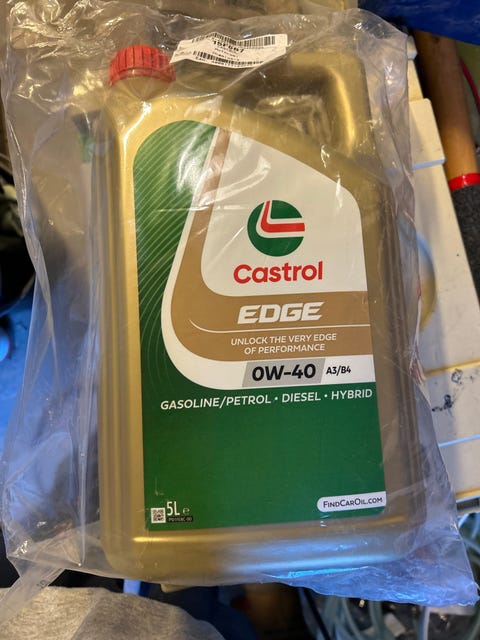 Castrol
EDGE
UNLOCK THE VERY EDGE
OF PERFORMANCE
0W-40 A3/B4
GASOLINE/PETROL • DIESEL • HYBRID
FINDCAROIL.COM
5L e